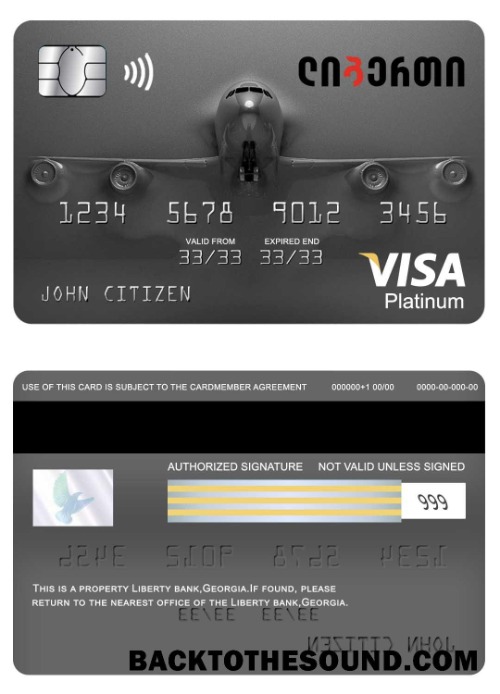 ლიბერთი
1234 5678 9012 3456
VALID FROM EXPIRED END
33/33 33/33
JOHN CITIZEN
VISA
Platinum
USE OF THIS CARD IS SUBJECT TO THE CARDMEMBER AGREEMENT 000000+1 00/00 0000-00-000-00
AUTHORIZED SIGNATURE NOT VALID UNLESS SIGNED
999
THIS IS A PROPERTY LIBERTY BANK,GEORGIA.IF FOUND, PLEASE
RETURN TO THE NEAREST OFFICE OF THE LIBERTY BANK,GEORGIA.
BACKTOTHESOUND.COM